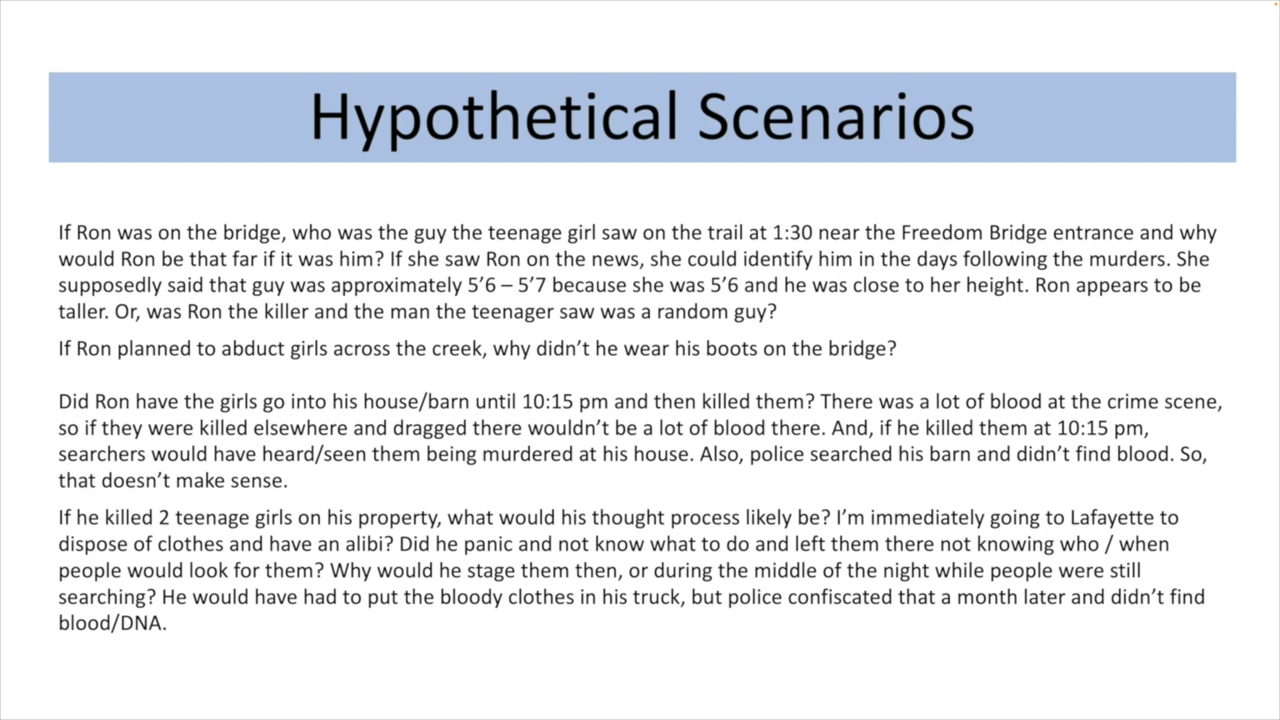 Hypothetical Scenarios
If Ron was on the bridge, who was the guy the teenage girl saw on the trail at 1:30 near the Freedom Bridge entrance and why
would Ron be that far if it was him? If she saw Ron on the news, she could identify him in the days following the murders. She
supposedly said that guy was approximately 5’6 – 5’7 because she was 5’6 and he was close to her height. Ron appears to be
taller. Or, was Ron the killer and the man the teenager saw was a random guy?
If Ron planned to abduct girls across the creek, why didn’t he wear his boots on the bridge?
Did Ron have the girls go into his house/barn until 10:15 pm and then killed them? There was a lot of blood at the crime scene,
so if they were killed elsewhere and dragged there wouldn’t be a lot of blood there. And, if he killed them at 10:15 pm,
searchers would have heard/seen them being murdered at his house. Also, police searched his barn and didn’t find blood. So,
that doesn’t make sense.
If he killed 2 teenage girls on his property, what would his thought process likely be? I’m immediately going to Lafayette to
dispose of clothes and have an alibi? Did he panic and not know what to do and left them there not knowing who / when
people would look for them? Why would he stage them then, or during the middle of the night while people were still
searching? He would have had to put the bloody clothes in his truck, but police confiscated that a month later and didn’t find
blood/DNA.